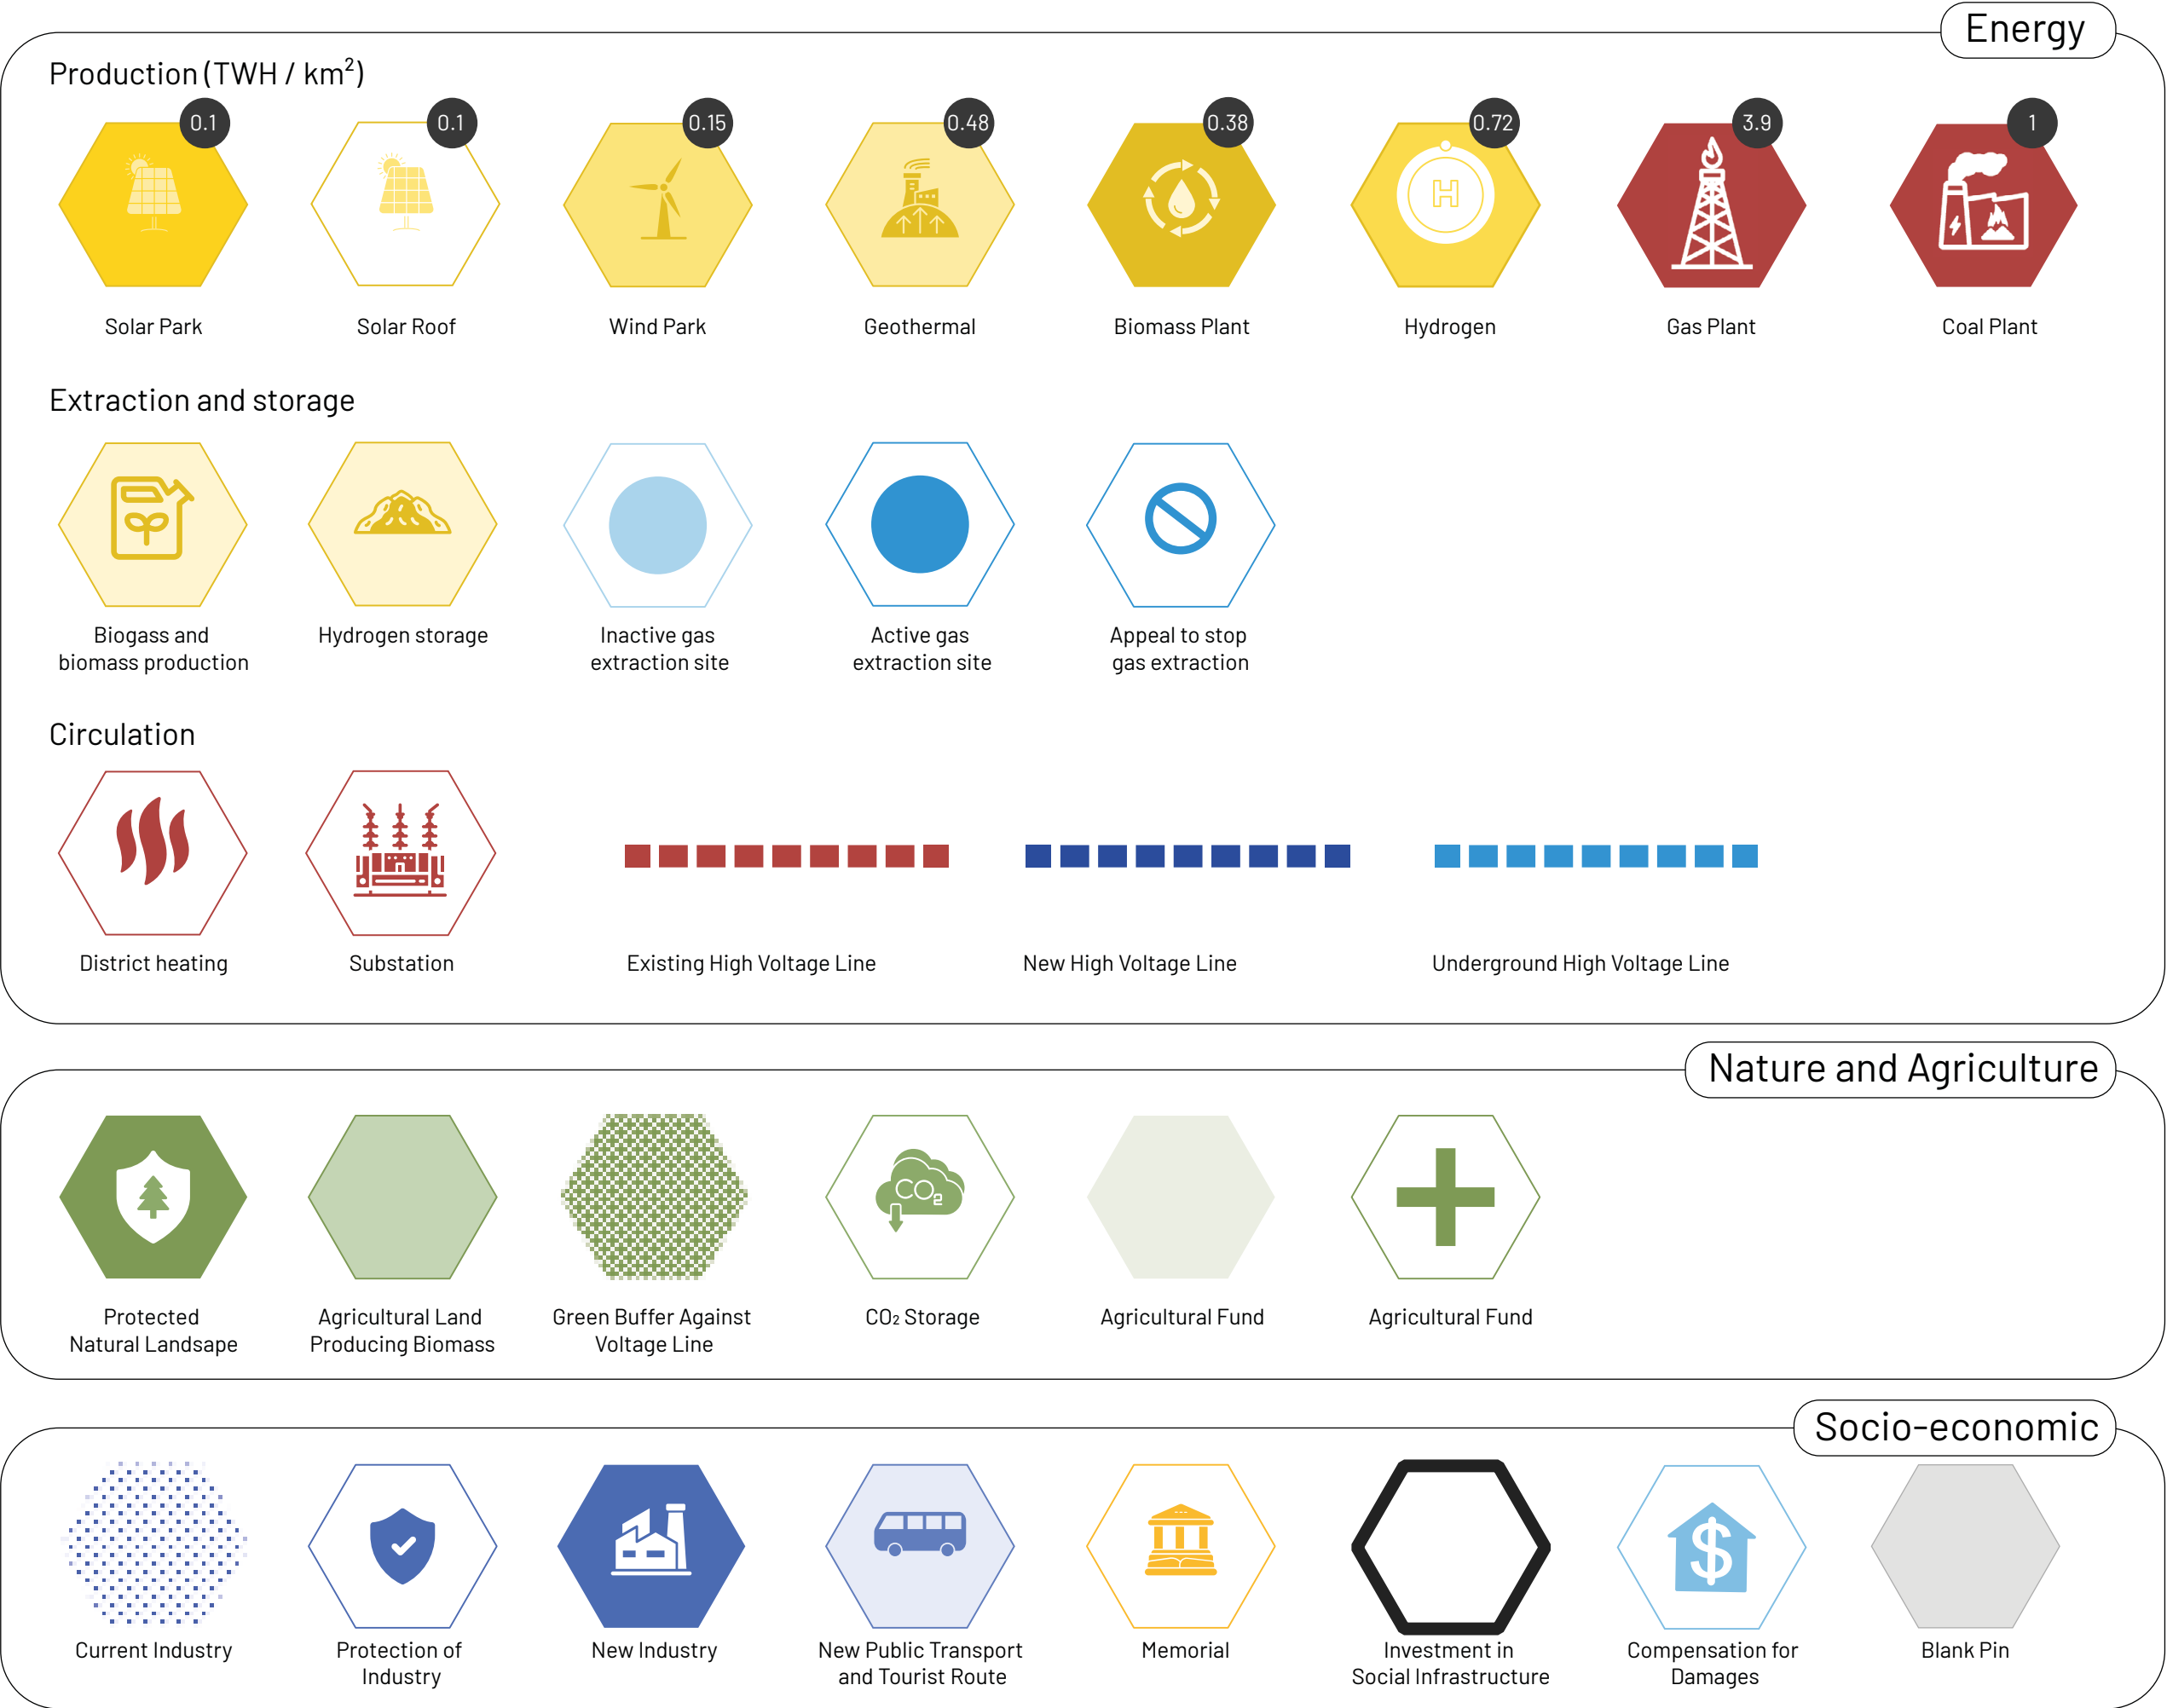 Energy
Production (TWH / km²)
0.1
0.1
0.15
0.48
0.38
0.72
3.9
1
H
Solar Park
Solar Roof
Wind Park
Geothermal
Biomass Plant
Hydrogen
Gas Plant
Coal Plant
Extraction and storage
Biogass and
biomass production
Hydrogen storage
Inactive gas
extraction site
Active gas
extraction site
Appeal to stop
gas extraction
Circulation
District heating
Substation
Existing High Voltage Line
New High Voltage Line
Underground High Voltage Line
Nature and Agriculture
CO₂
Protected
Natural Landsape
Agricultural Land
Producing Biomass
Green Buffer Against
Voltage Line
CO₂ Storage
Agricultural Fund
Agricultural Fund
Socio-economic
$
Current Industry
Protection of
Industry
New Industry
New Public Transport
and Tourist Route
Memorial
Investment in
Social Infrastructure
Compensation for
Damages
Blank Pin